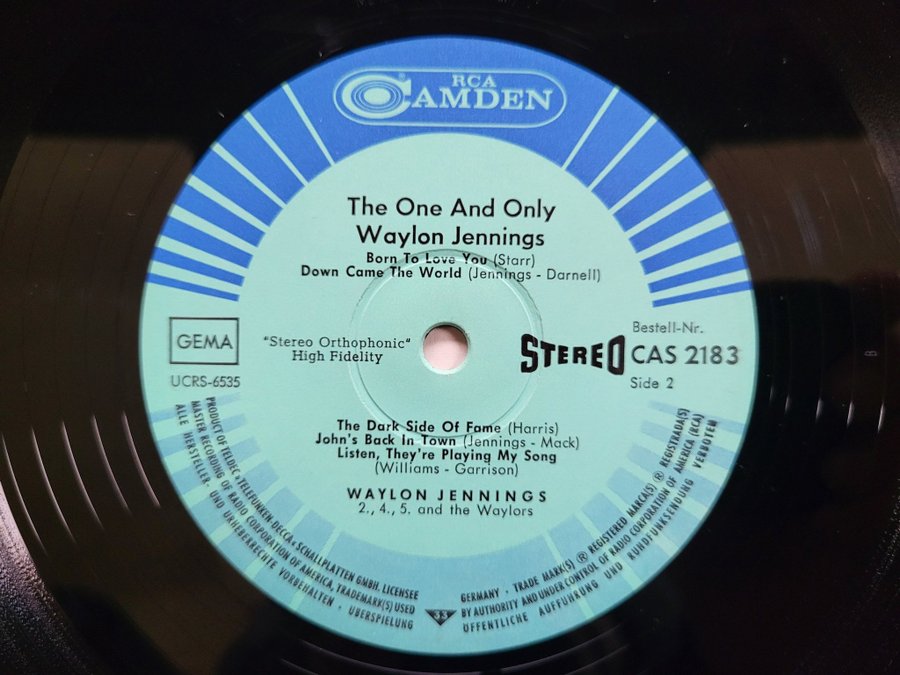 RCA
CAMDEN
®
The One And Only
Waylon Jennings
Born To Love You (Starr)
Down Came The World (Jennings - Darnell)
GEMA
UCRS-6535
"Stereo Orthophonic"
High Fidelity
STEREO
Bestell-Nr.
CAS 2183
Side 2
The Dark Side Of Fame (Harris)
John's Back In Town (Jennings - Mack)
Listen, They're Playing My Song
(Williams - Garrison)
WAYLON JENNINGS
2., 4., 5. and the Waylors
PRODUCT OF TELDEC »TELEFUNKEN-DECCA« SCHALLPLATTEN GMBH. LICENSEE
MASTER RECORDING OF RADIO CORPORATION OF AMERICA, TRADEMARK(S) USED
ALLE HERSTELLER- UND URHEBERRECHTE VORBEHALTEN · ÜBERSPIELUNG
33
GERMANY · TRADE MARK(S) ® REGISTERED MARCA(S) ® REGISTRADA(S)
BY AUTHORITY AND UNDER CONTROL OF RADIO CORPORATION OF AMERICA (RCA)
ÖFFENTLICHE AUFFÜHRUNG UND RUNDFUNKSENDUNG VERBOTEN